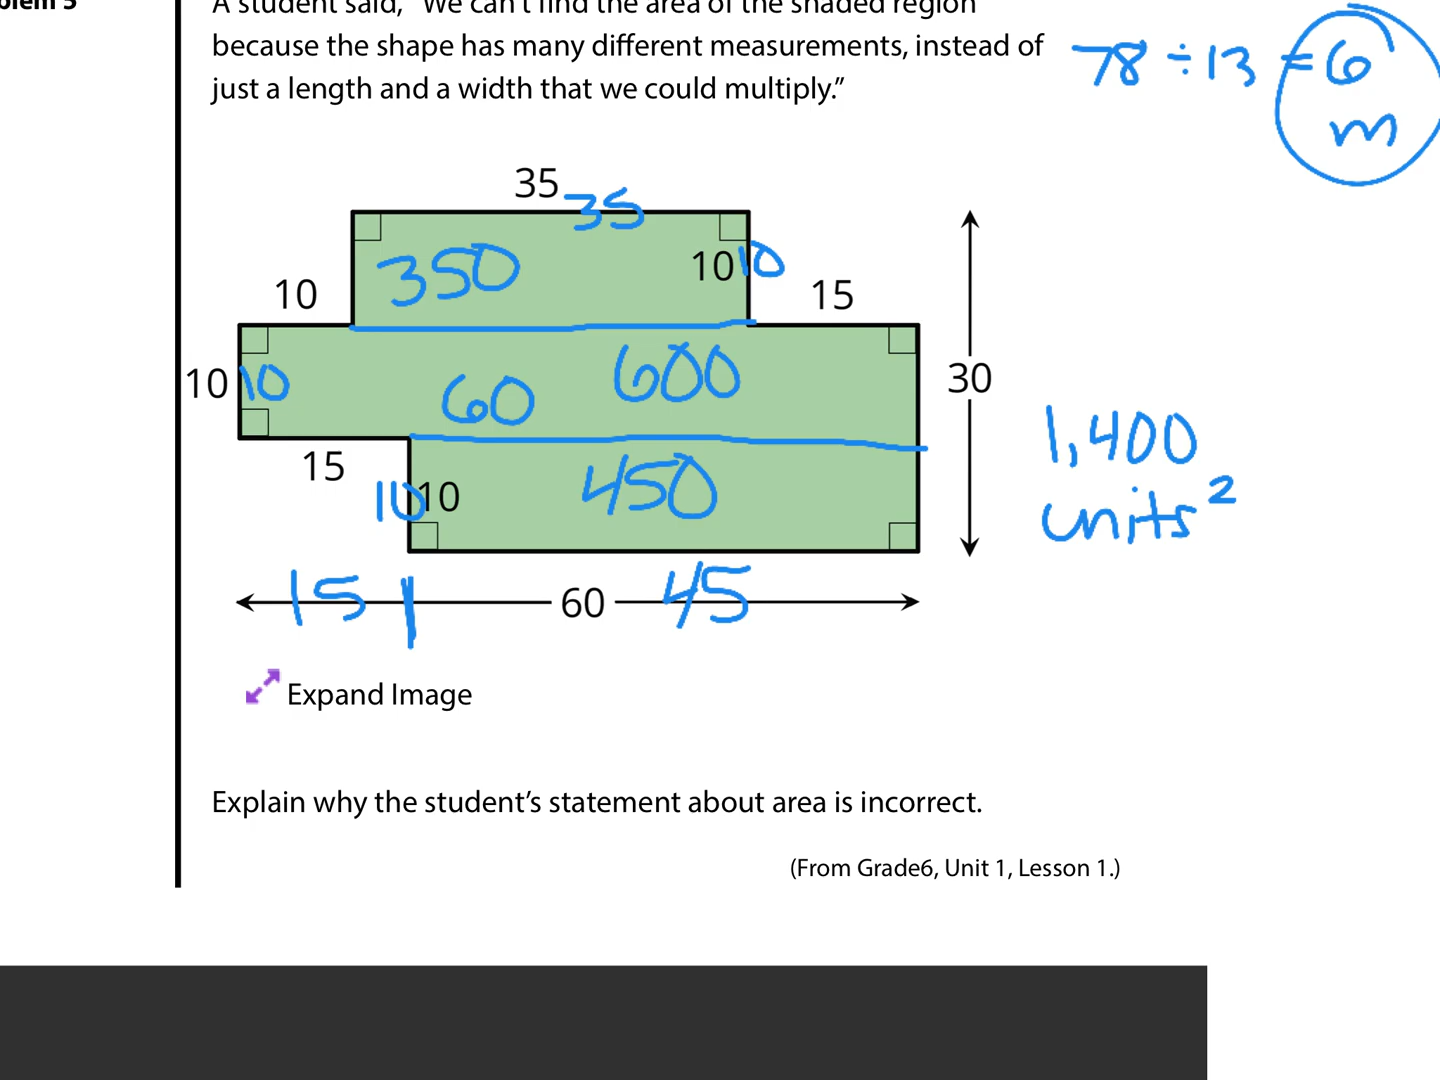 blem 5
A student said, "We can't find the area of the shaded region
because the shape has many different measurements, instead of
just a length and a width that we could multiply."
78 ÷ 13 = 6
m
35
35
350
10
10
10
15
10
10
60
600
30
15
10
10
450
1,400
units²
15
60
45
Expand Image
Explain why the student's statement about area is incorrect.
(From Grade6, Unit 1, Lesson 1.)